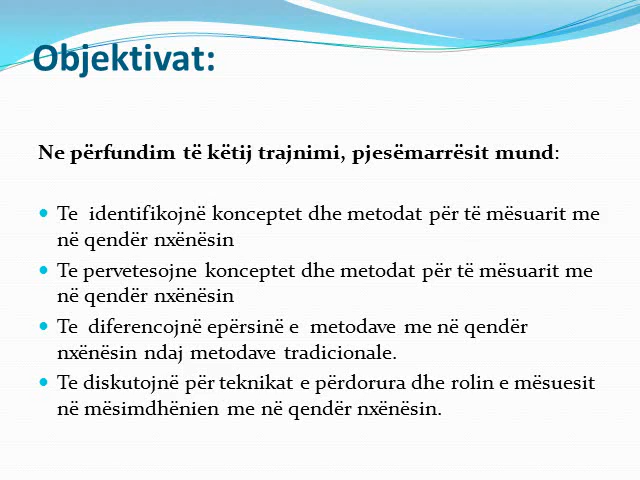 Objektivat:
Ne përfundim të këtij trajnimi, pjesëmarrësit mund:
Te identifikojnë konceptet dhe metodat për të mësuarit me
në qendër nxënësin
Te pervetesojne konceptet dhe metodat për të mësuarit me
në qendër nxënësin
Te diferencojnë epërsinë e metodave me në qendër
nxënësin ndaj metodave tradicionale.
Te diskutojnë për teknikat e përdorura dhe rolin e mësuesit
në mësimdhënien me në qendër nxënësin.